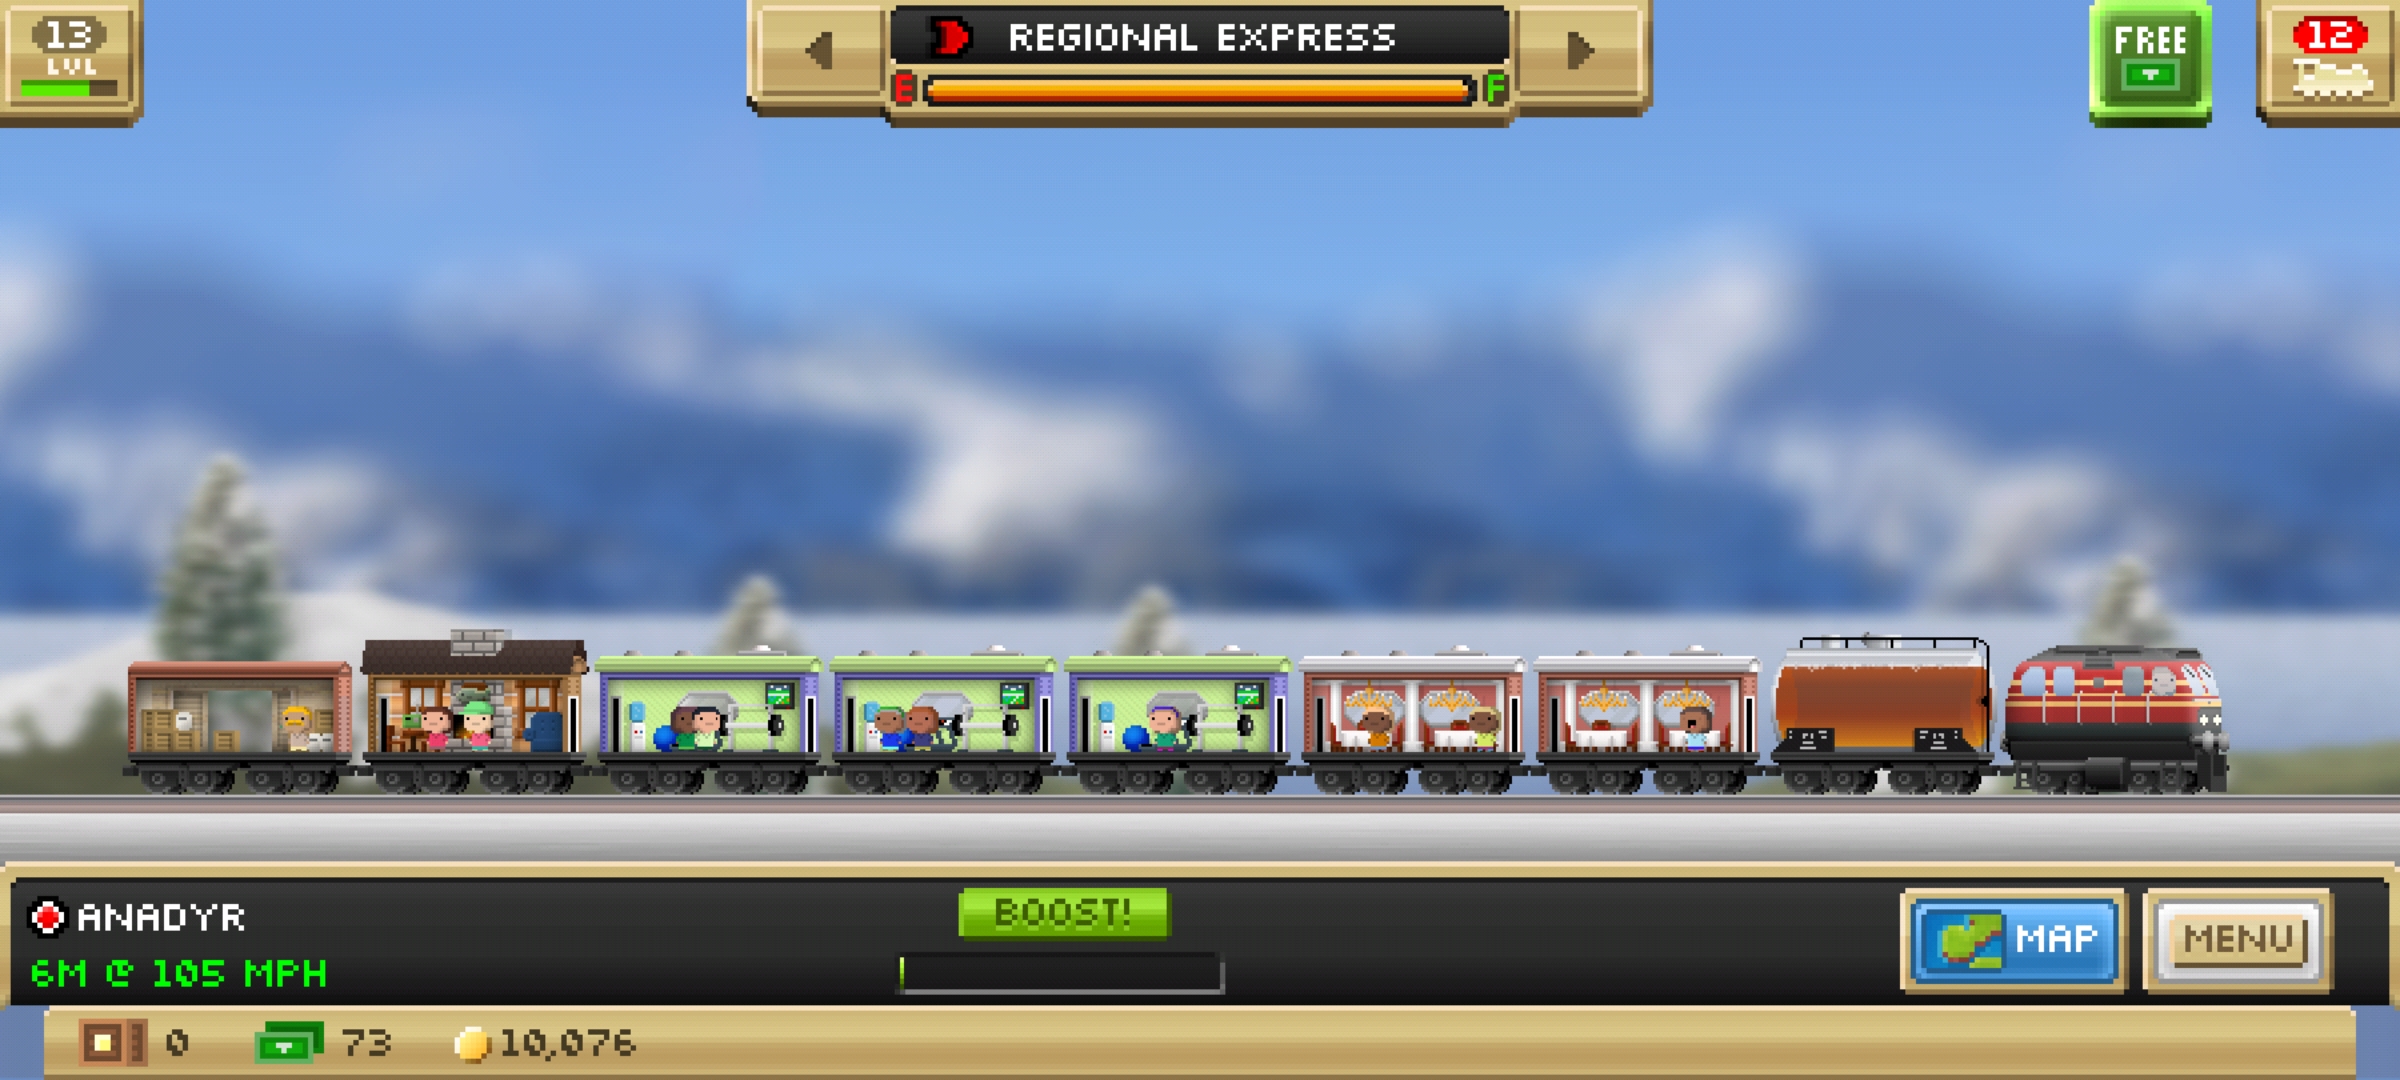 13
LVL
REGIONAL EXPRESS
E F
FREE
12
ANADYR
6M @ 105 MPH
BOOST!
MAP
MENU
0 73 10,076